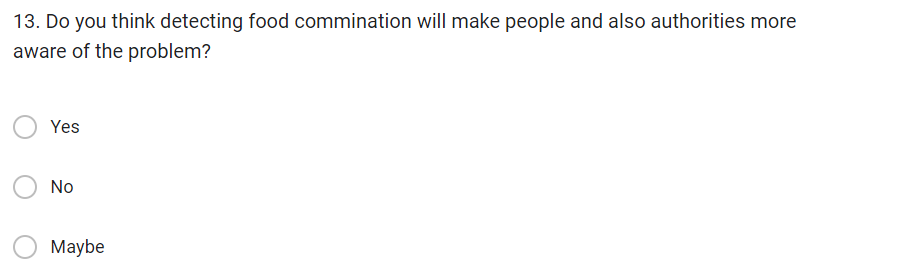 13. Do you think detecting food commination will make people and also authorities more
aware of the problem?
Yes
No
Maybe